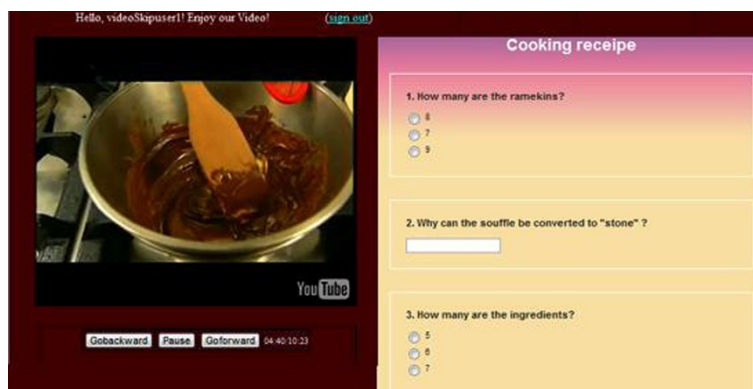 Hello, videoSkipuser1! Enjoy our Video! (sign out)
YouTube
Gobackward Pause Goforward 04:40/10:23
Cooking receipe
1. How many are the ramekins?
8
7
9
2. Why can the souffle be converted to "stone" ?
3. How many are the ingredients?
5
6
7